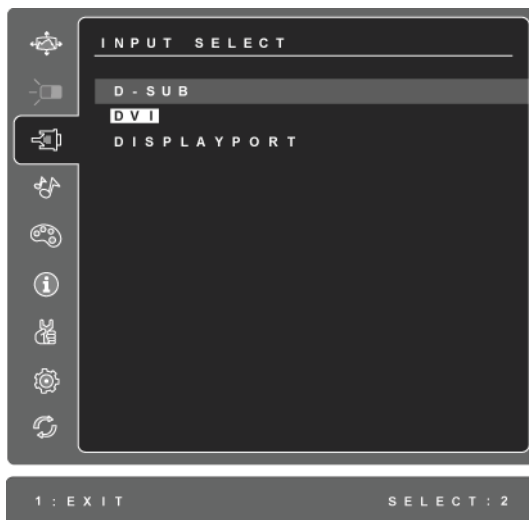 INPUT SELECT
D-SUB
DVI
DISPLAYPORT
1:EXIT SELECT:2